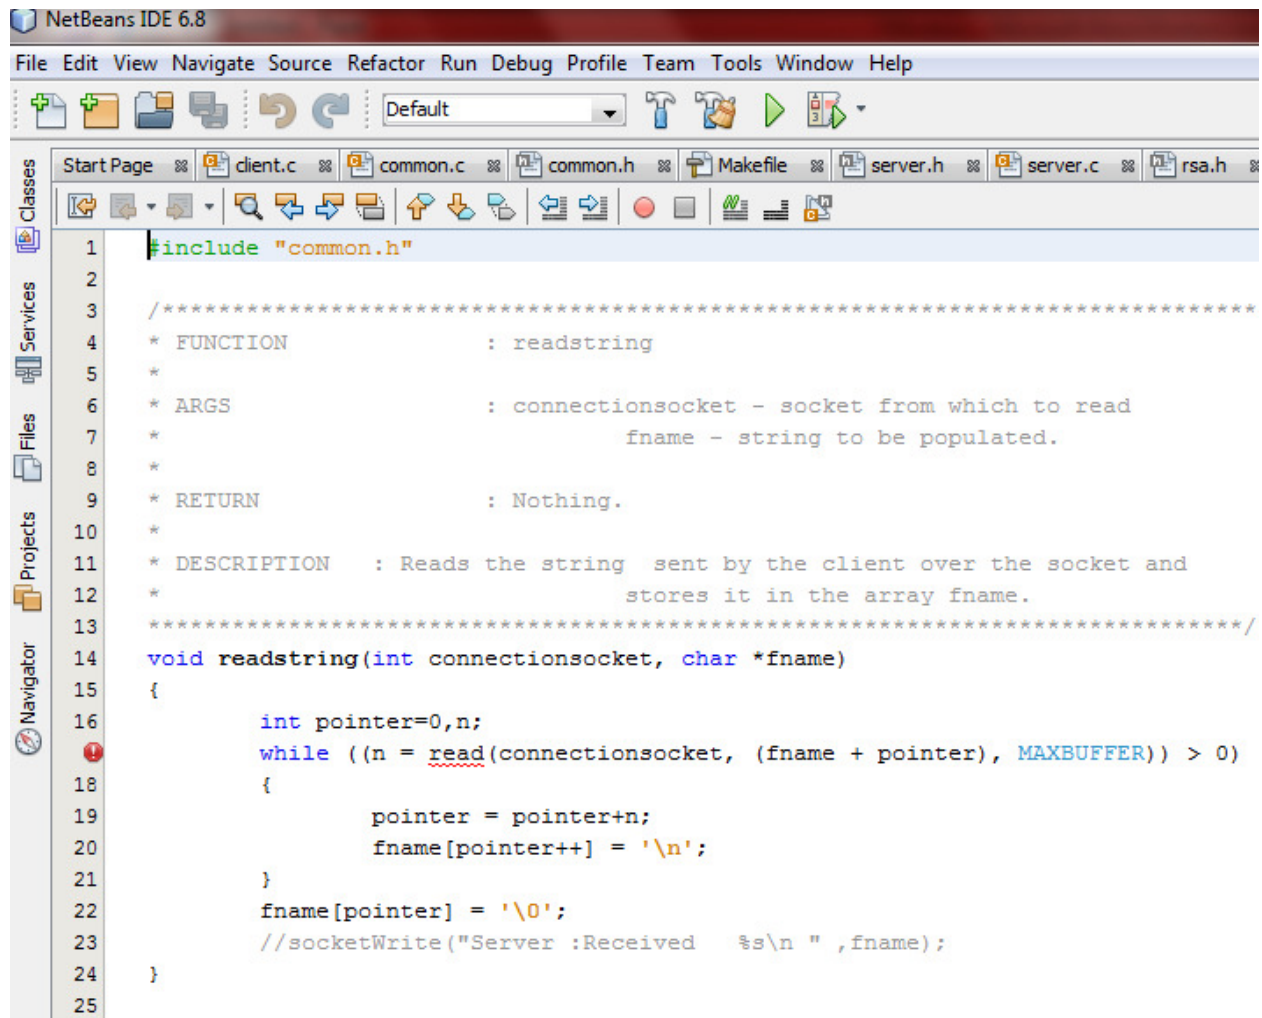 NetBeans IDE 6.8
File Edit View Navigate Source Refactor Run Debug Profile Team Tools Window Help
Default
Start Page client.c common.c common.h Makefile server.h server.c rsa.h
Classes
Services
Files
Projects
Navigator
1 #include "common.h"
2
3 /******************************************************************************
4 * FUNCTION : readstring
5 *
6 * ARGS : connectionsocket - socket from which to read
7 * fname - string to be populated.
8 *
9 * RETURN : Nothing.
10 *
11 * DESCRIPTION : Reads the string  sent by the client over the socket and
12 * stores it in the array fname.
13 ******************************************************************************/
14 void readstring(int connectionsocket, char *fname)
15 {
16 int pointer=0,n;
while ((n = read(connectionsocket, (fname + pointer), MAXBUFFER)) > 0)
18 {
19 pointer = pointer+n;
20 fname[pointer++] = '\n';
21 }
22 fname[pointer] = '\0';
23 //socketWrite("Server :Received   %s\n " ,fname);
24 }
25